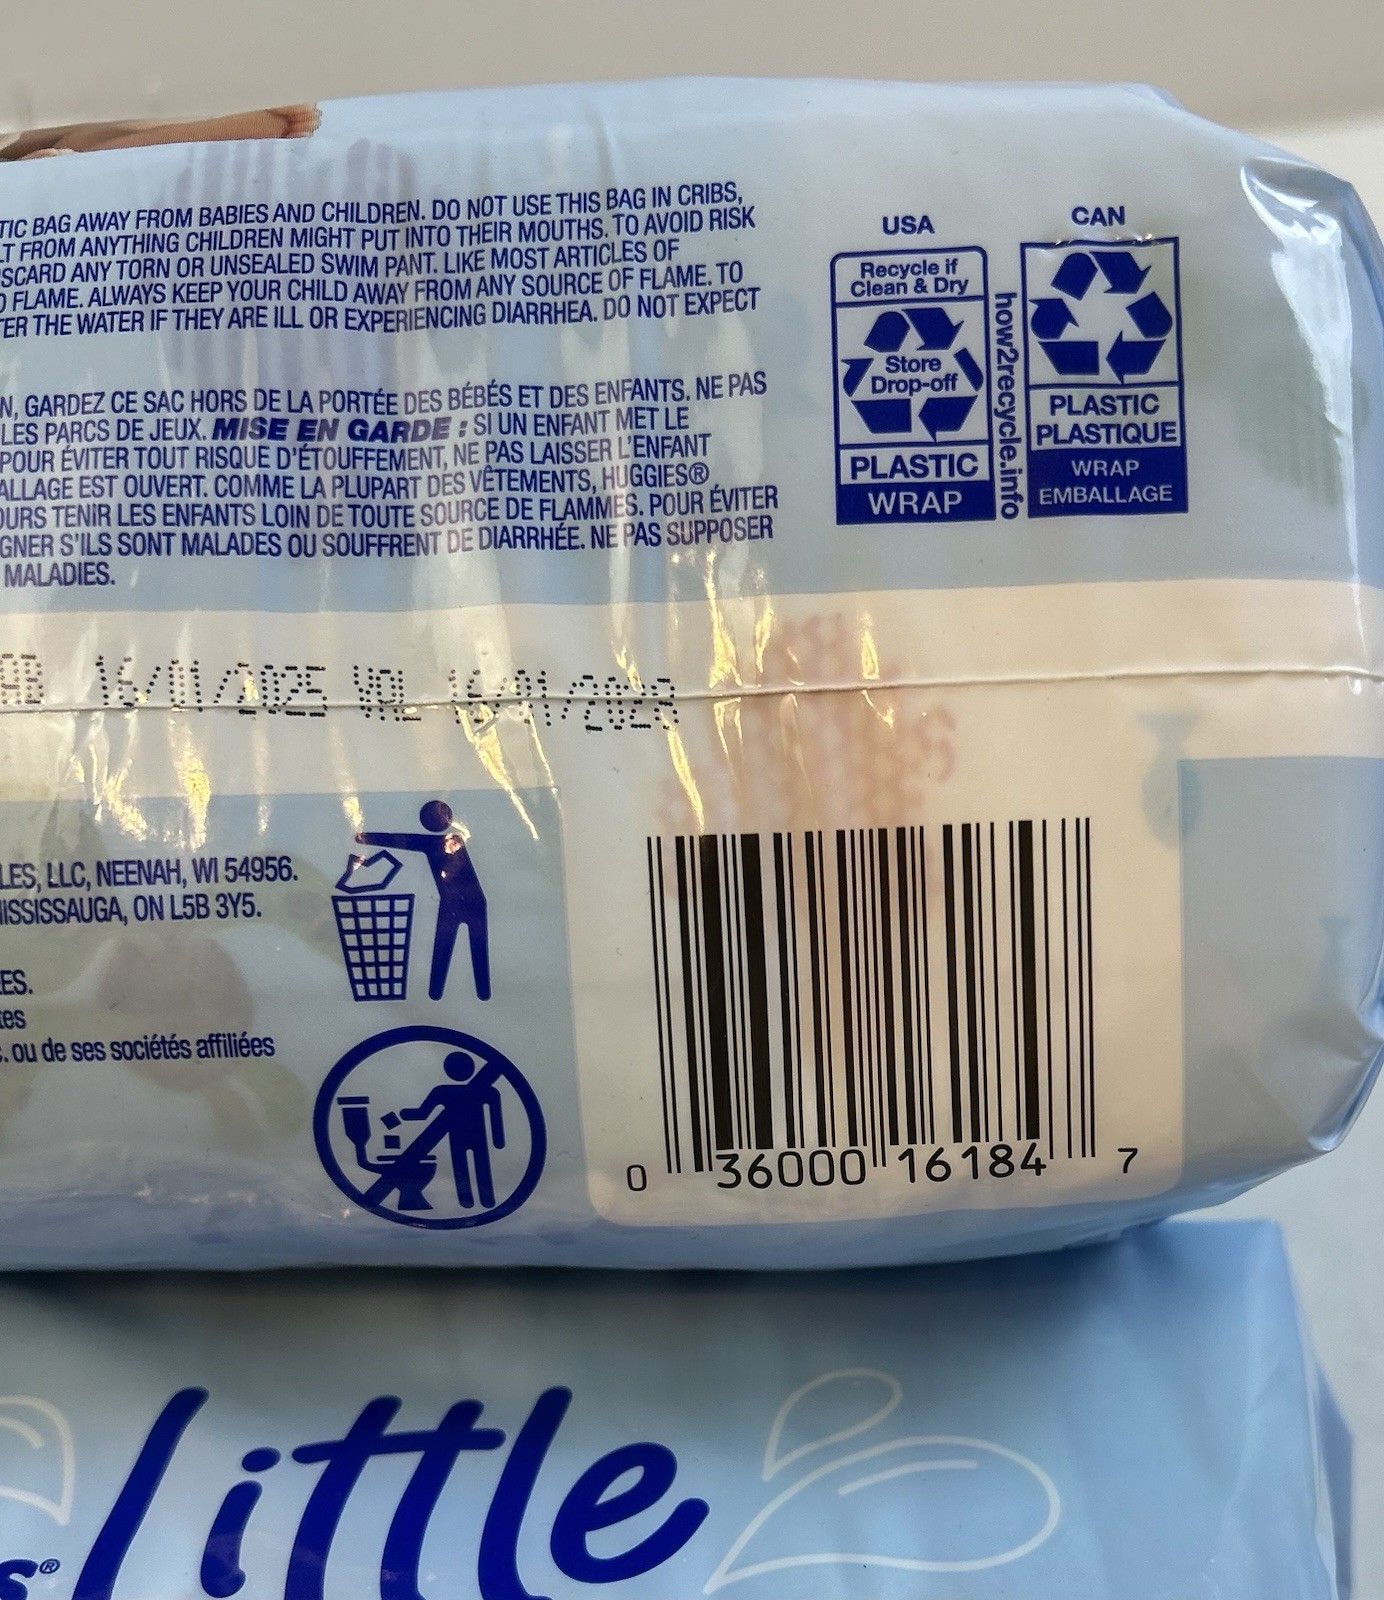 TIC BAG AWAY FROM BABIES AND CHILDREN. DO NOT USE THIS BAG IN CRIBS,
LT FROM ANYTHING CHILDREN MIGHT PUT INTO THEIR MOUTHS. TO AVOID RISK
SCARD ANY TORN OR UNSEALED SWIM PANT. LIKE MOST ARTICLES OF
O FLAME. ALWAYS KEEP YOUR CHILD AWAY FROM ANY SOURCE OF FLAME. TO
TER THE WATER IF THEY ARE ILL OR EXPERIENCING DIARRHEA. DO NOT EXPECT
N, GARDEZ CE SAC HORS DE LA PORTÉE DES BÉBÉS ET DES ENFANTS. NE PAS
LES PARCS DE JEUX. MISE EN GARDE : SI UN ENFANT MET LE
POUR ÉVITER TOUT RISQUE D'ÉTOUFFEMENT, NE PAS LAISSER L'ENFANT
ALLAGE EST OUVERT. COMME LA PLUPART DES VÊTEMENTS, HUGGIES®
OURS TENIR LES ENFANTS LOIN DE TOUTE SOURCE DE FLAMMES. POUR ÉVITER
GNER S'ILS SONT MALADES OU SOUFFRENT DE DIARRHÉE. NE PAS SUPPOSER
MALADIES.
USA
Recycle if
Clean & Dry
Store
Drop-off
PLASTIC
WRAP
how2recycle.info
CAN
PLASTIC
PLASTIQUE
WRAP
EMBALLAGE
16/01/2025 VAL 16/01/2028
LES, LLC, NEENAH, WI 54956.
MISSISSAUGA, ON L5B 3Y5.
ES.
tes
. ou de ses sociétés affiliées
0 36000 16184 7
Little
s®